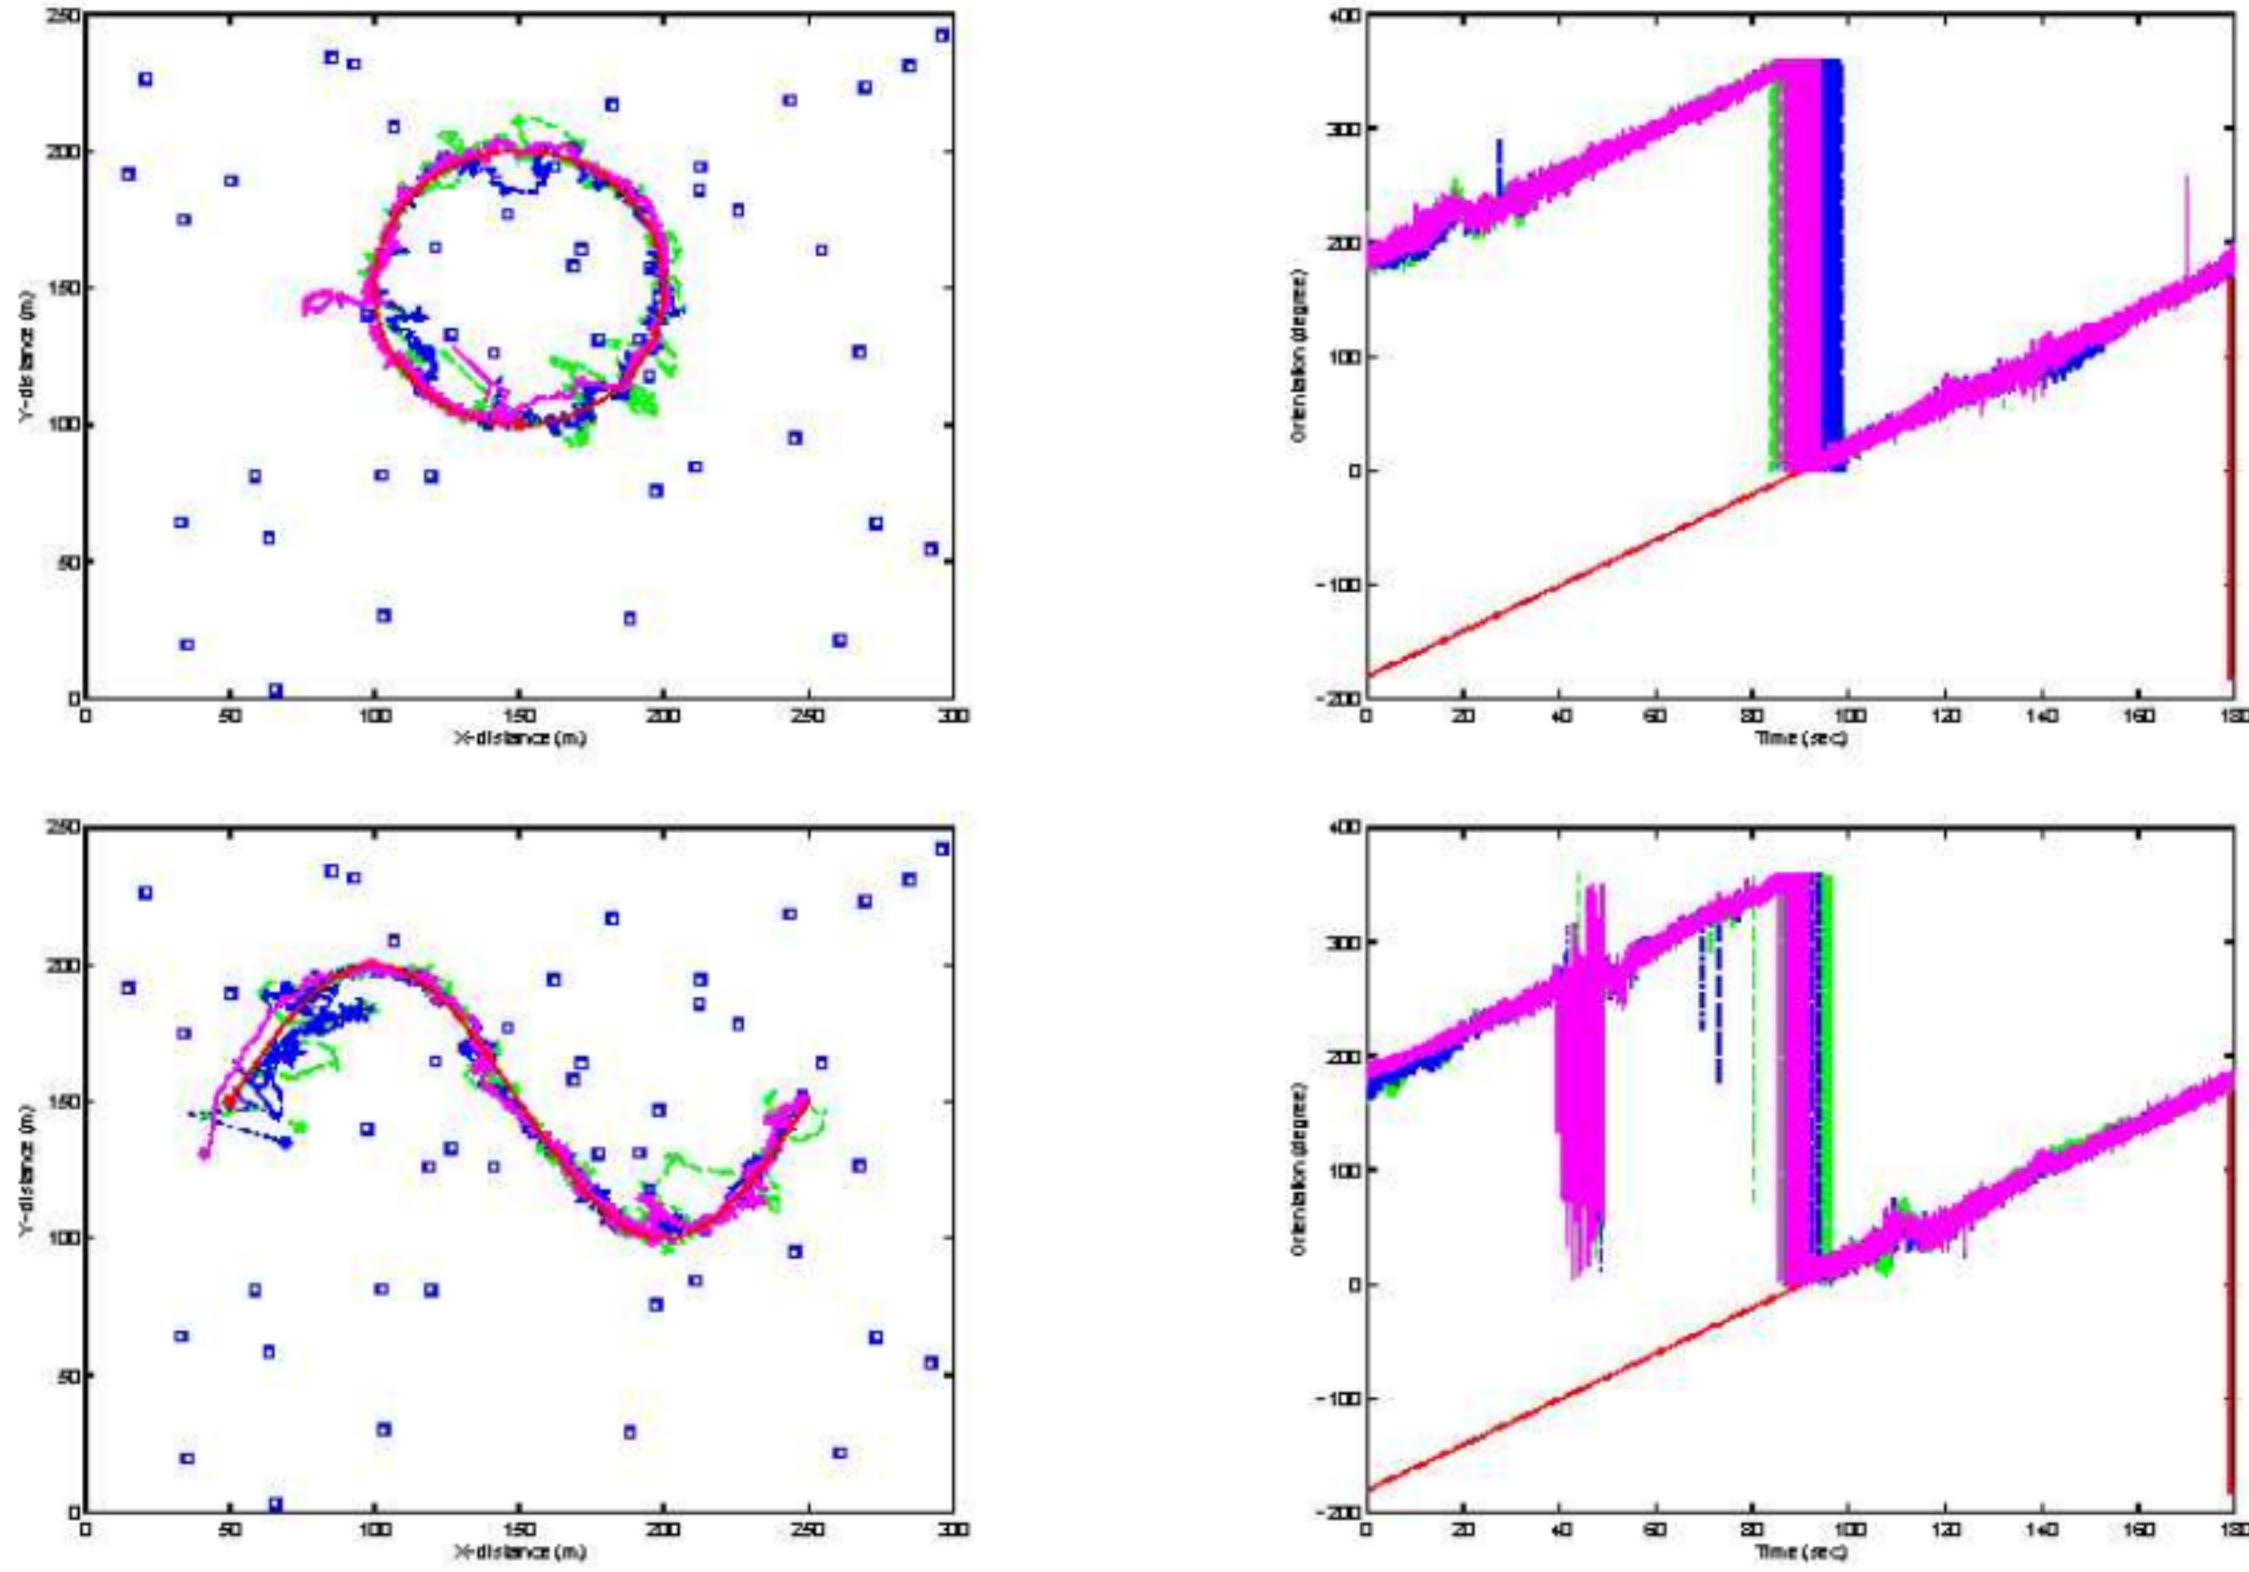 250
200
150
100
50
0
0 50 100 150 200 250 300
X-distance (m)
Y-distance (m)
400
300
200
100
0
-100
-200
0 20 40 60 80 100 120 140 160 180
Time (sec)
Orientation (degree)
250
200
150
100
50
0
0 50 100 150 200 250 300
X-distance (m)
Y-distance (m)
400
300
200
100
0
-100
-200
0 20 40 60 80 100 120 140 160 180
Time (sec)
Orientation (degree)